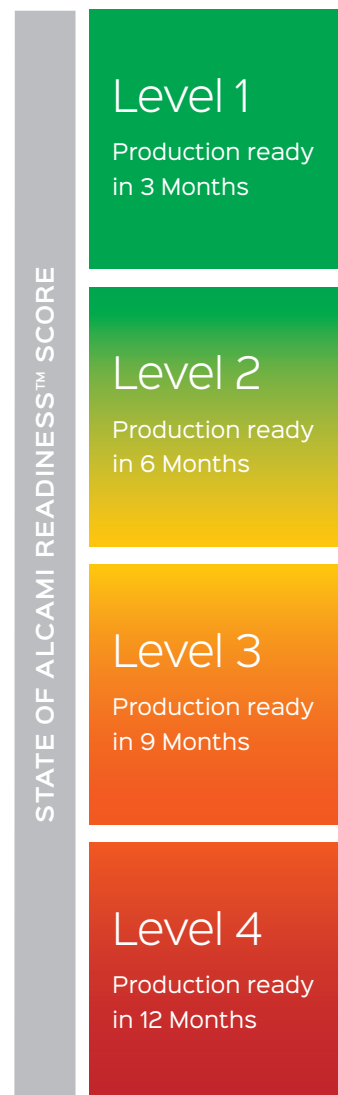 STATE OF ALCAMI READINESS™ SCORE
Level 1
Production ready
in 3 Months
Level 2
Production ready
in 6 Months
Level 3
Production ready
in 9 Months
Level 4
Production ready
in 12 Months